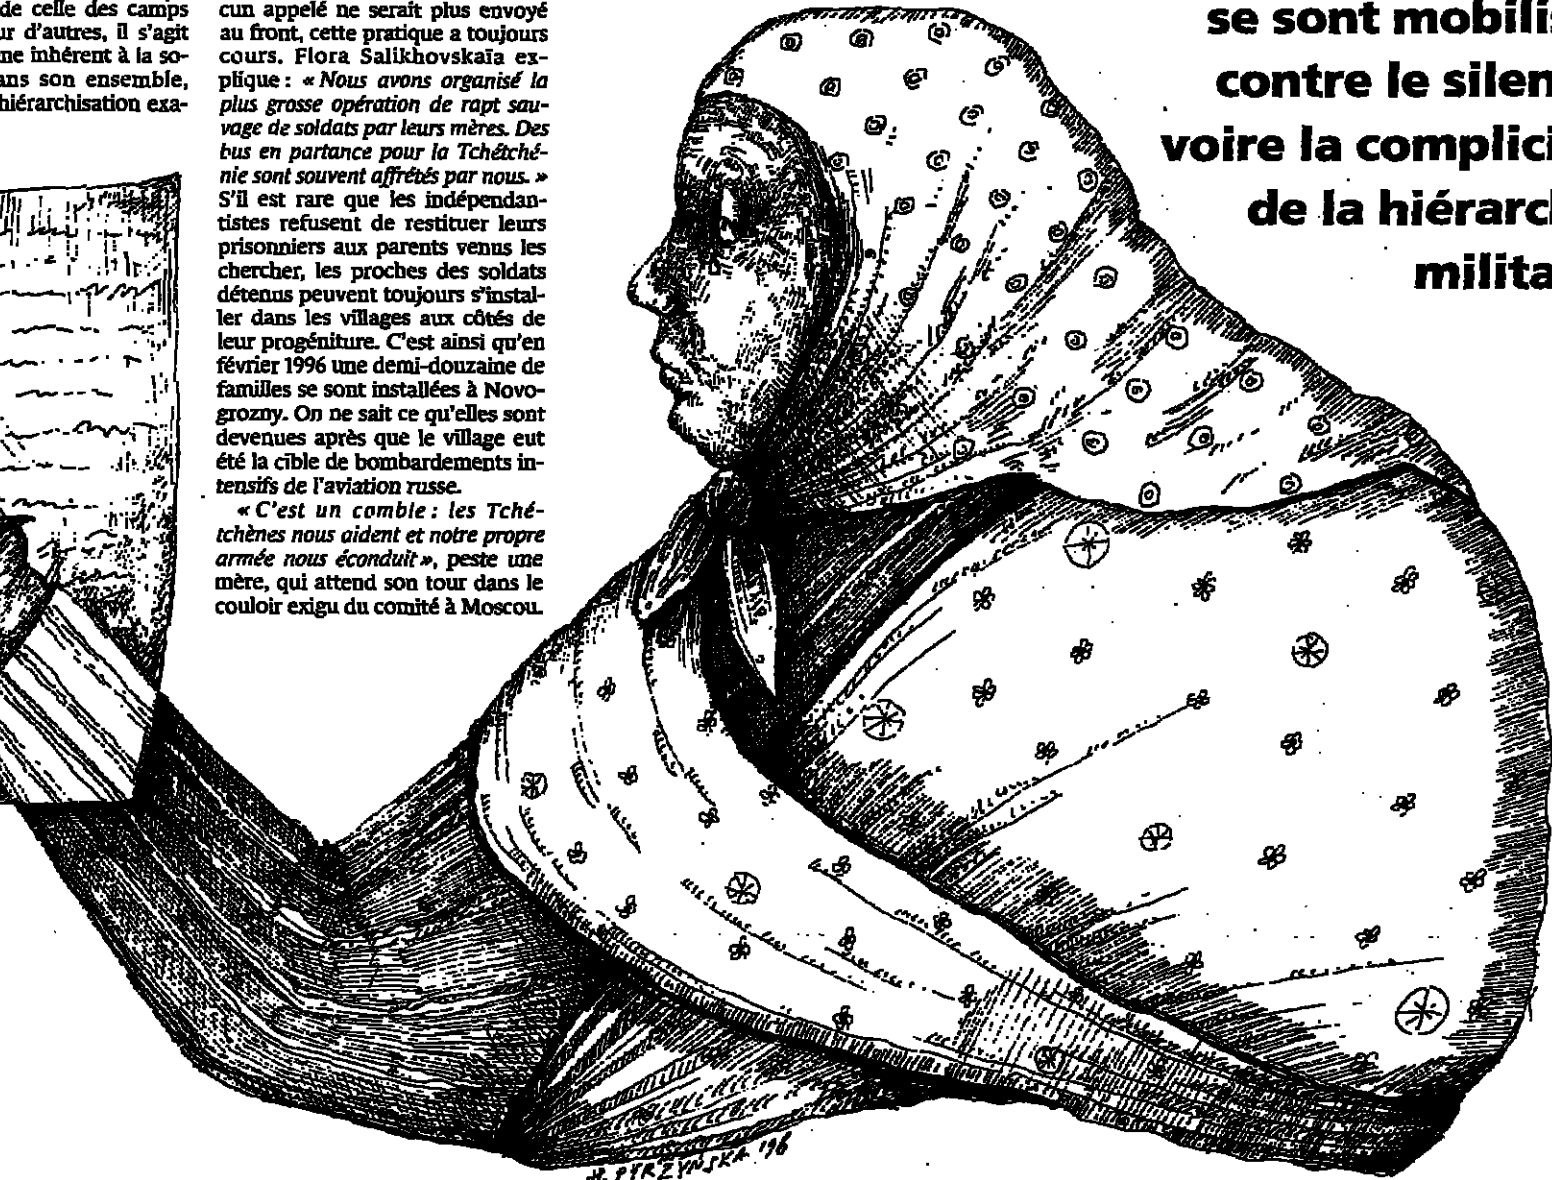 de celle des camps
ur d'autres, il s'agit
ne inhérent à la so-
ans son ensemble,
hiérarchisation exa-
cun appelé ne serait plus envoyé
au front, cette pratique a toujours
cours. Flora Salikhovskaïa ex-
plique : « Nous avons organisé la
plus grosse opération de rapt sau-
vage de soldats par leurs mères. Des
bus en partance pour la Tchétché-
nie sont souvent affrétés par nous. »
S'il est rare que les indépendan-
tistes refusent de restituer leurs
prisonniers aux parents venus les
chercher, les proches des soldats
détenus peuvent toujours s'instal-
ler dans les villages aux côtés de
leur progéniture. C'est ainsi qu'en
février 1996 une demi-douzaine de
familles se sont installées à Novo-
grozny. On ne sait ce qu'elles sont
devenues après que le village eut
été la cible de bombardements in-
tensifs de l'aviation russe.
« C'est un comble : les Tché-
tchènes nous aident et notre propre
armée nous éconduit », peste une
mère, qui attend son tour dans le
couloir exigu du comité à Moscou.
se sont mobilis
contre le silen
voire la complici
de la hiérarc
milita
H. PYRZYNSKA '96